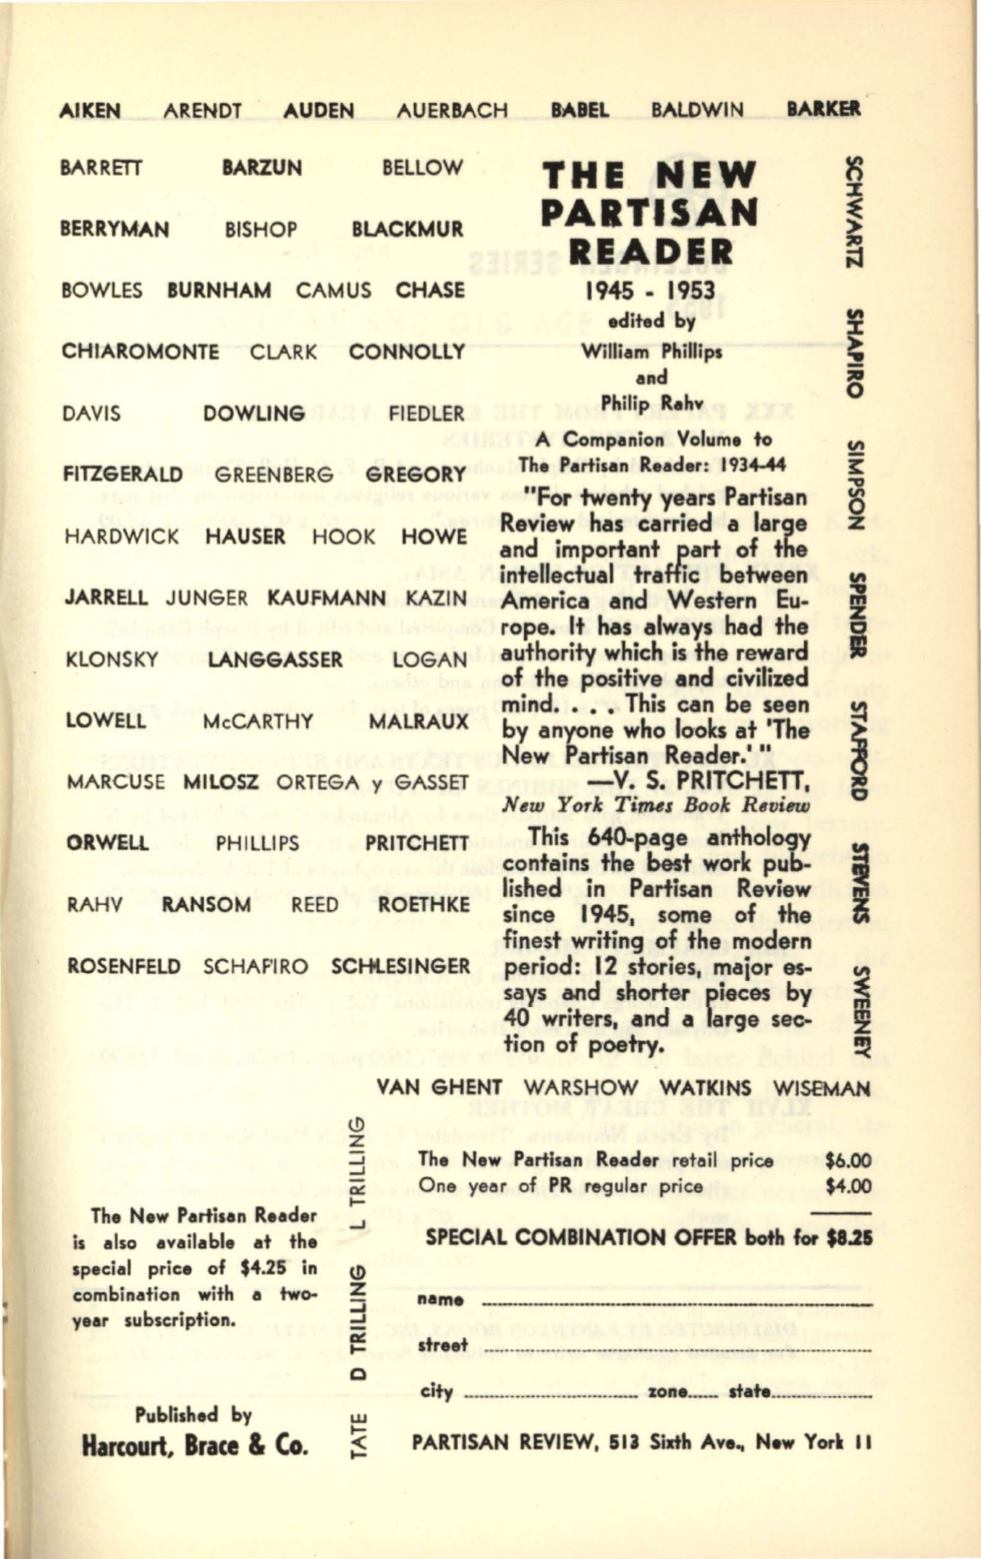 AIKEN ARENDT AUDEN AUERBACH BABEL BALDWIN BARKER
BARRETT BARZUN BELLOW
BERRYMAN BISHOP BLACKMUR
BOWLES BURNHAM CAMUS CHASE
CHIAROMONTE CLARK CONNOLLY
DAVIS DOWLING FIEDLER
FITZGERALD GREENBERG GREGORY
HARDWICK HAUSER HOOK HOWE
JARRELL JUNGER KAUFMANN KAZIN
KLONSKY LANGGASSER LOGAN
LOWELL McCARTHY MALRAUX
MARCUSE MILOSZ ORTEGA y GASSET
ORWELL PHILLIPS PRITCHETT
RAHV RANSOM REED ROETHKE
ROSENFELD SCHAPIRO SCHLESINGER
THE NEW
PARTISAN
READER
1945 - 1953
edited by
William Phillips
and
Philip Rahv
A Companion Volume to
The Partisan Reader: 1934-44
"For twenty years Partisan
Review has carried a large
and important part of the
intellectual traffic between
America and Western Eu-
rope. It has always had the
authority which is the reward
of the positive and civilized
mind. . . . This can be seen
by anyone who looks at 'The
New Partisan Reader.' "
—V. S. PRITCHETT,
New York Times Book Review
This 640-page anthology
contains the best work pub-
lished in Partisan Review
since 1945, some of the
finest writing of the modern
period: 12 stories, major es-
says and shorter pieces by
40 writers, and a large sec-
tion of poetry.
SCHWARTZ SHAPIRO SIMPSON SPENDER STAFFORD STEVENS SWEENEY
VAN GHENT WARSHOW WATKINS WISEMAN
TATE D TRILLING L TRILLING
The New Partisan Reader
is also available at the
special price of $4.25 in
combination with a two-
year subscription.
Published by
Harcourt, Brace & Co.
The New Partisan Reader retail price $6.00
One year of PR regular price $4.00
SPECIAL COMBINATION OFFER both for $8.25
name
street
city zone state
PARTISAN REVIEW, 513 Sixth Ave., New York 11